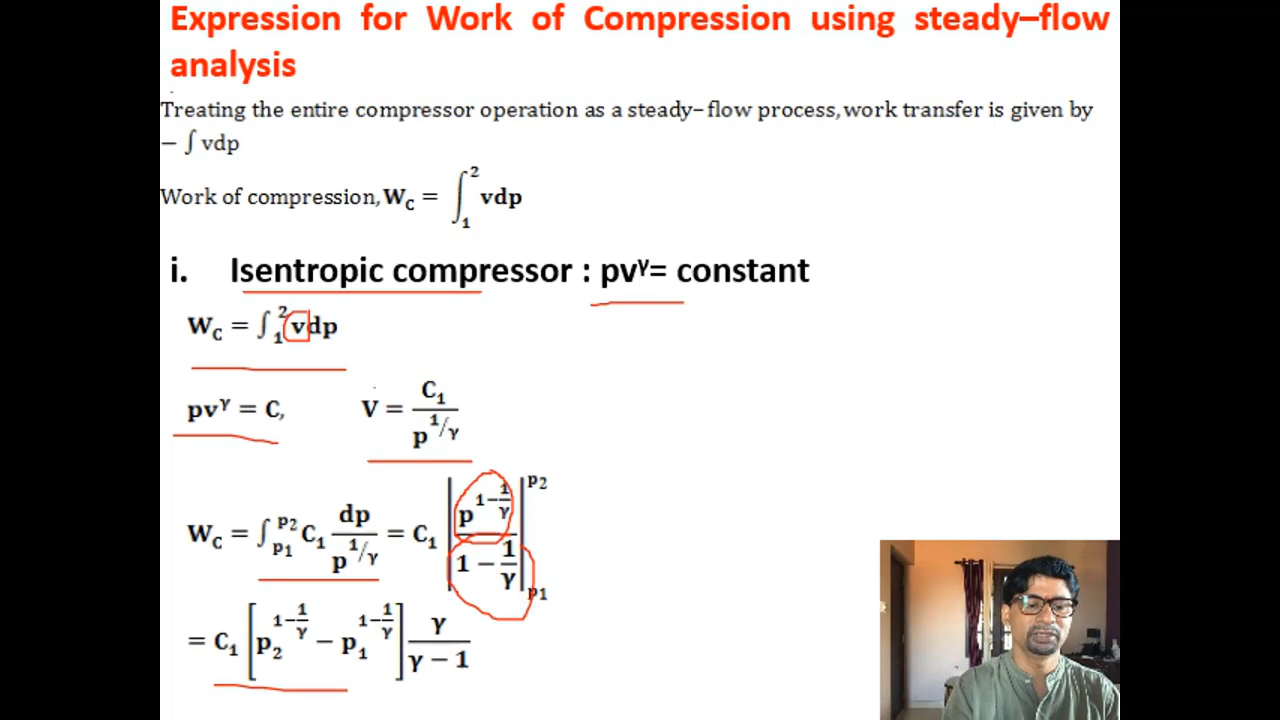 Expression for Work of Compression using steady–flow
analysis
Treating the entire compressor operation as a steady–flow process, work transfer is given by
− ∫ vdp
Work of compression, W_C = ∫_1^2 vdp
i. Isentropic compressor : pv^γ= constant
W_C = ∫_1^2 vdp
pv^γ = C, V = C_1 / p^{1/γ}
W_C = ∫_{p1}^{p2} C_1 dp / p^{1/γ} = C_1 | p^{1−1/γ} / (1 − 1/γ) |_{p1}^{p2}
= C_1 [ p_2^{1−1/γ} − p_1^{1−1/γ} ] γ / (γ − 1)